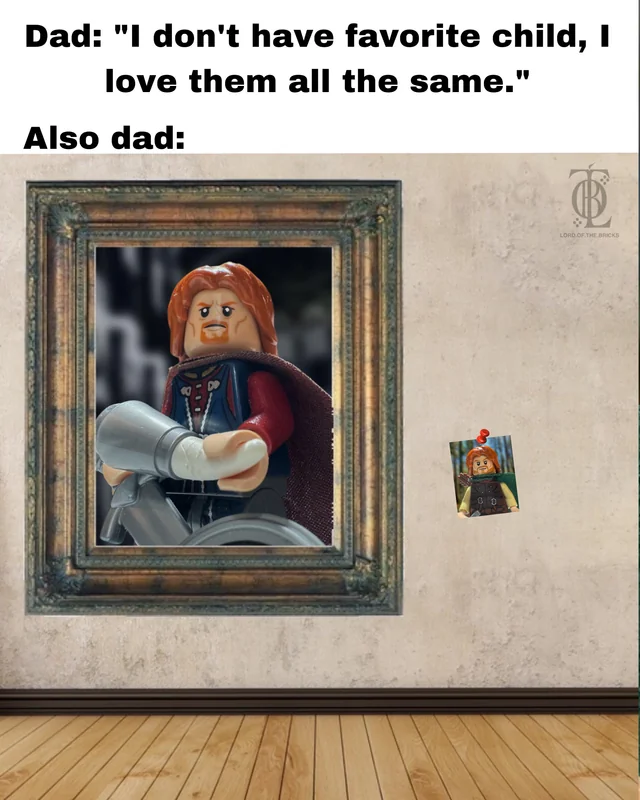 Dad: "I don't have favorite child, I
love them all the same."
Also dad:
LORD OF THE BRICKS